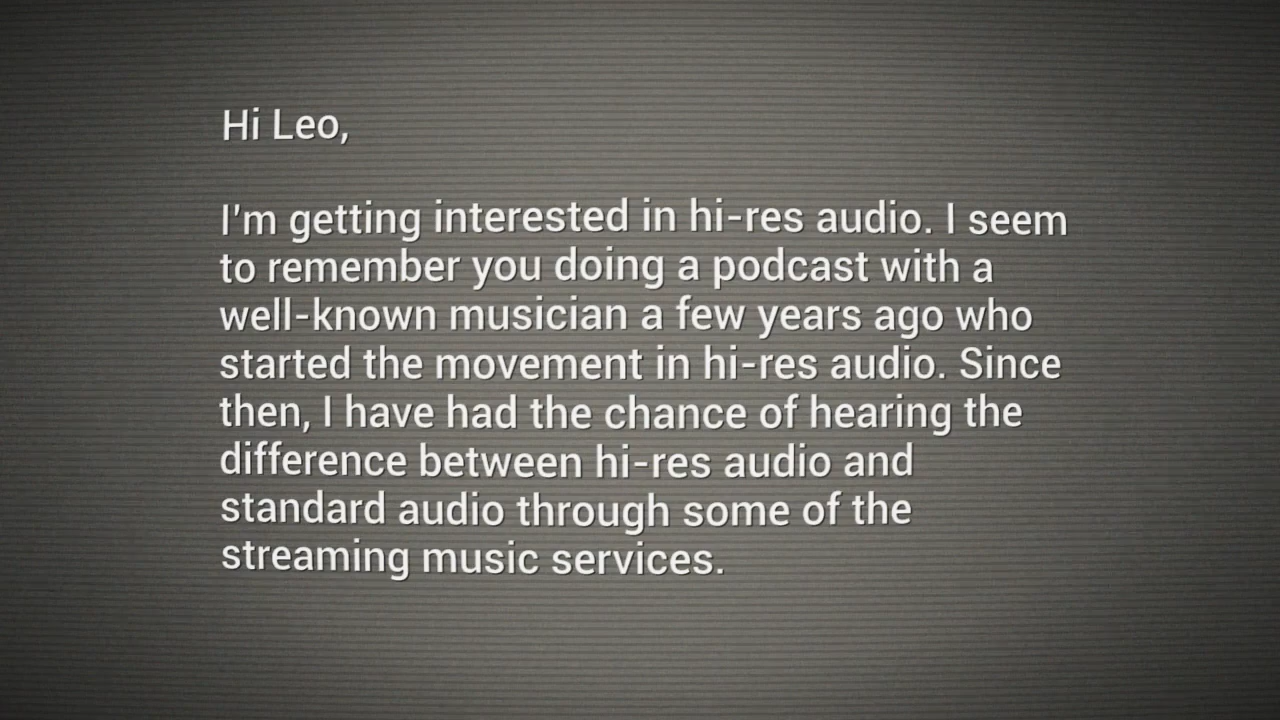 Hi Leo,
I'm getting interested in hi-res audio. I seem
to remember you doing a podcast with a
well-known musician a few years ago who
started the movement in hi-res audio. Since
then, I have had the chance of hearing the
difference between hi-res audio and
standard audio through some of the
streaming music services.